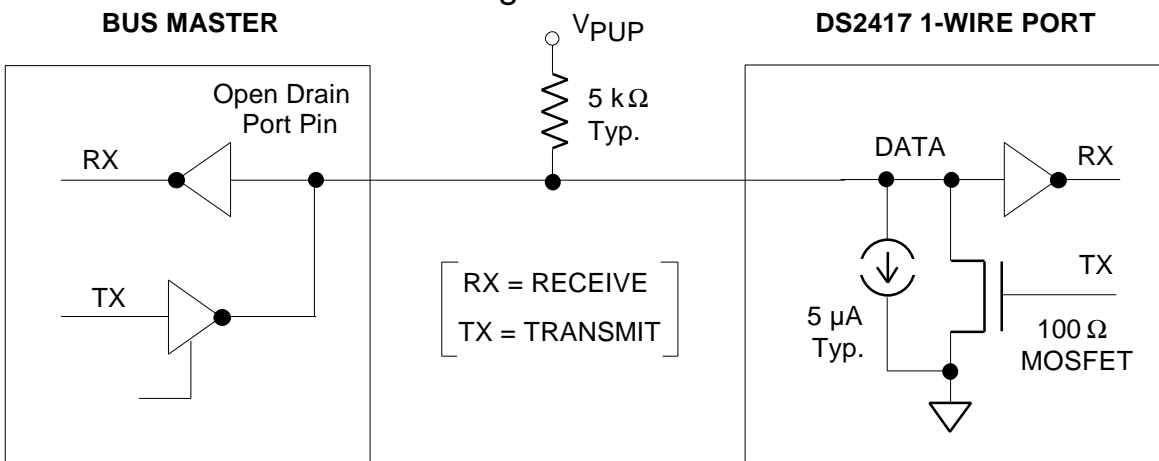 BUS MASTER
VPUP
DS2417 1-WIRE PORT
Open Drain
Port Pin
5 kΩ
Typ.
RX
DATA
RX
TX
RX = RECEIVE
TX = TRANSMIT
5 µA
Typ.
TX
100 Ω
MOSFET